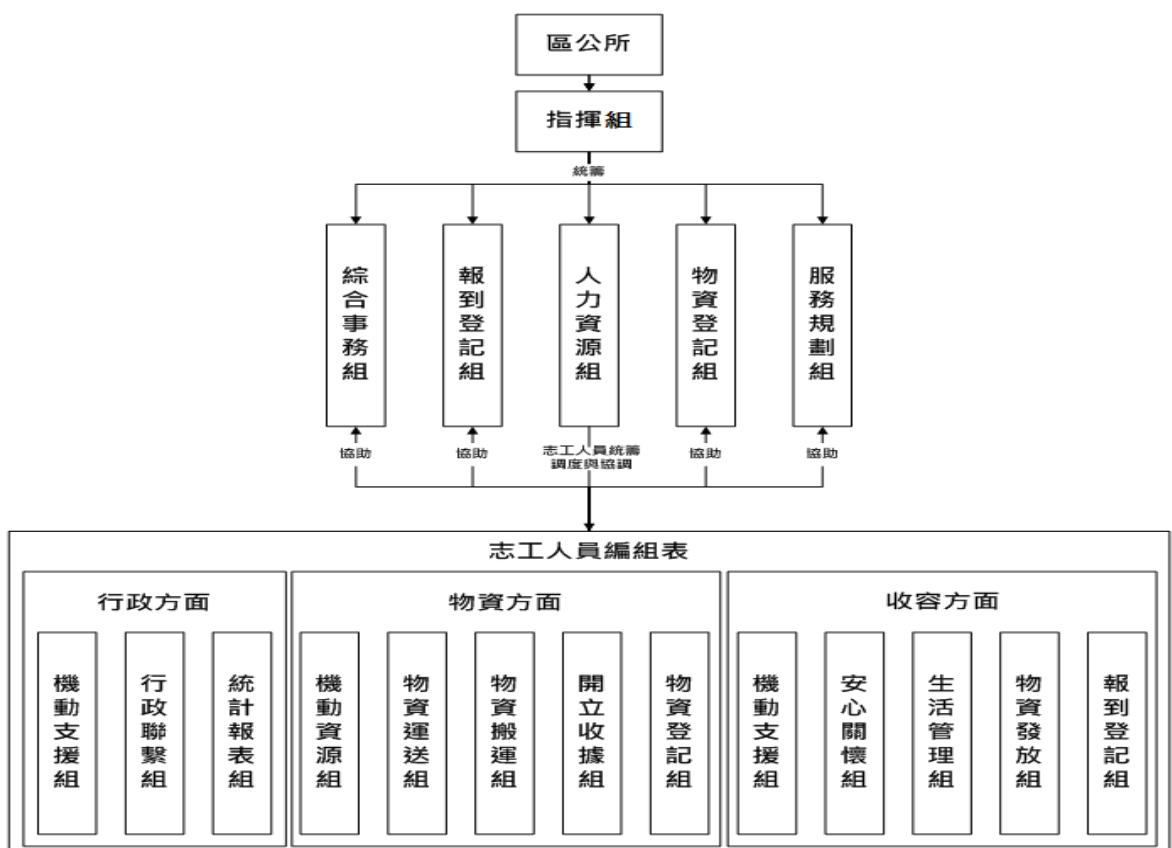 區公所
指揮組
統籌
綜合事務組
報到登記組
人力資源組
物資登記組
服務規劃組
協助
協助
志工人員統籌
調度與協調
協助
協助
志工人員編組表
行政方面
物資方面
收容方面
機動支援組
行政聯繫組
統計報表組
機動資源組
物資運送組
物資搬運組
開立收據組
物資登記組
機動支援組
安心關懷組
生活管理組
物資發放組
報到登記組